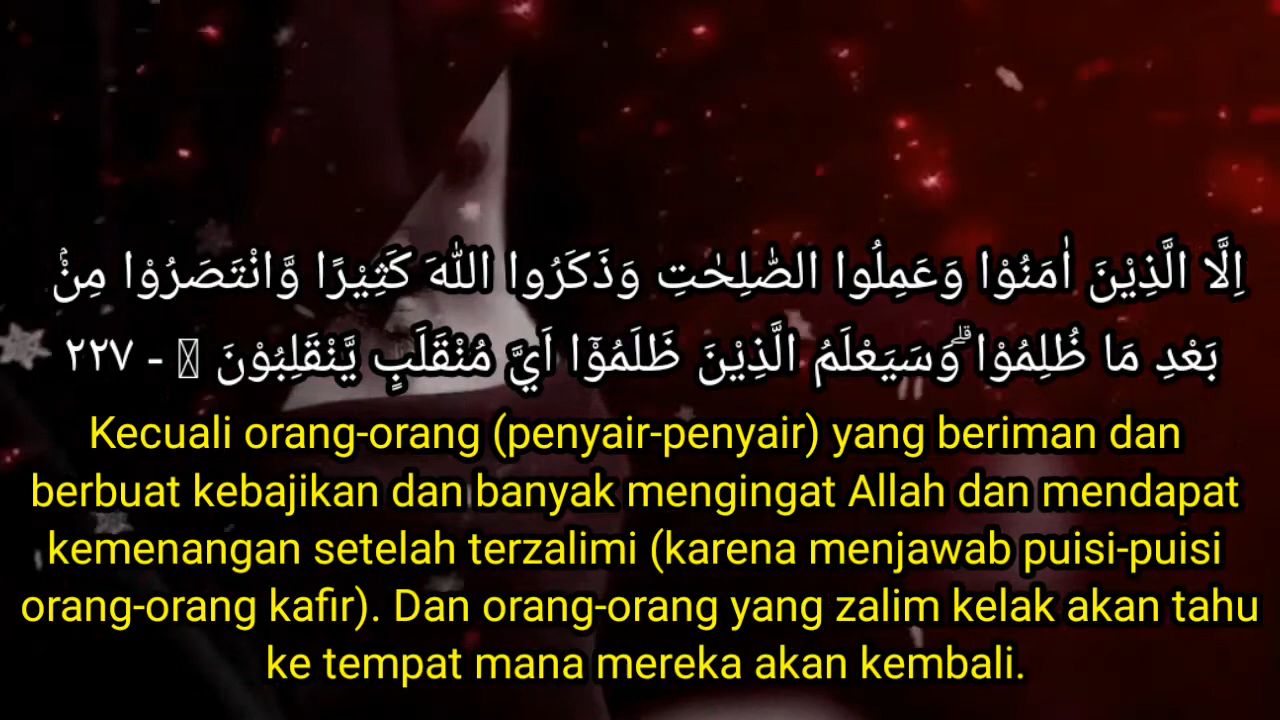 اِلَّا الَّذِيْنَ اٰمَنُوْا وَعَمِلُوا الصّٰلِحٰتِ وَذَكَرُوا اللّٰهَ كَثِيْرًا وَّانْتَصَرُوْا مِنْۢ
بَعْدِ مَا ظُلِمُوْا ۗوَسَيَعْلَمُ الَّذِيْنَ ظَلَمُوْٓا اَيَّ مُنْقَلَبٍ يَّنْقَلِبُوْنَ - ٢٢٧
Kecuali orang-orang (penyair-penyair) yang beriman dan
berbuat kebajikan dan banyak mengingat Allah dan mendapat
kemenangan setelah terzalimi (karena menjawab puisi-puisi
orang-orang kafir). Dan orang-orang yang zalim kelak akan tahu
ke tempat mana mereka akan kembali.